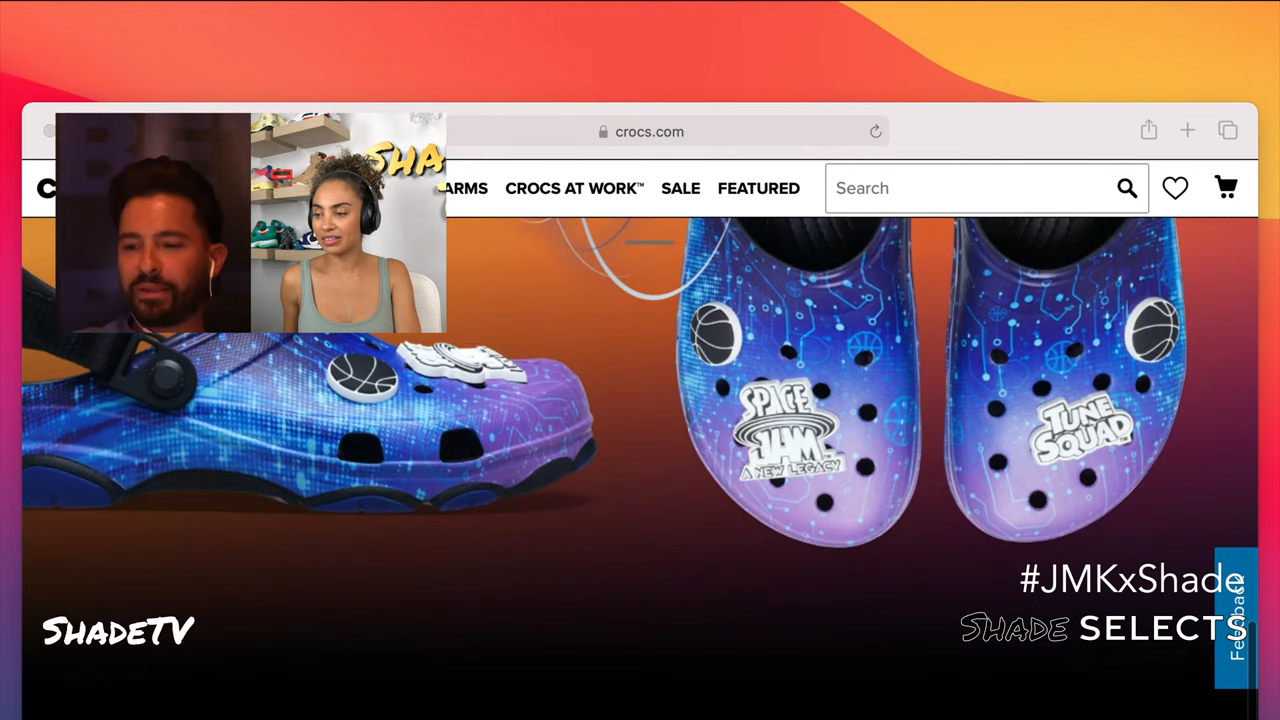 crocs.com
C
ARMS CROCS AT WORK™ SALE FEATURED
Search
SHA
SPACE
JAM
A NEW LEGACY
TUNE
SQUAD
#JMKxShade
SHADE SELECTS
SHADETV
Feedback